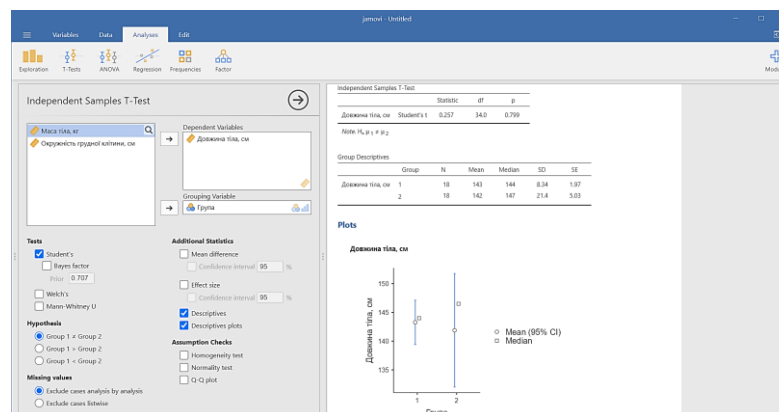 jamovi - Untitled
Variables Data Analyses Edit
Exploration T-Tests ANOVA Regression Frequencies Factor
Independent Samples T-Test
Маса тіла, кг
Окружність грудної клітини, см
Dependent Variables
Довжина тіла, см
Grouping Variable
Група
Tests
Student's
Bayes factor
Prior 0.707
Welch's
Mann-Whitney U
Hypothesis
Group 1 ≠ Group 2
Group 1 > Group 2
Group 1 < Group 2
Missing values
Exclude cases analysis by analysis
Exclude cases listwise
Additional Statistics
Mean difference
Confidence interval 95 %
Effect size
Confidence interval 95 %
Descriptives
Descriptives plots
Assumption Checks
Homogeneity test
Normality test
Q-Q plot
Independent Samples T-Test
Statistic df p
Довжина тіла, см Student's t 0.257 34.0 0.799
Note. Hₐ μ₁ ≠ μ₂
Group Descriptives
Group N Mean Median SD SE
Довжина тіла, см 1 18 143 144 8.34 1.97
2 18 142 147 21.4 5.03
Plots
Довжина тіла, см
150
145
140
135
Довжина тіла, см
1 2
Mean (95% CI)
Median